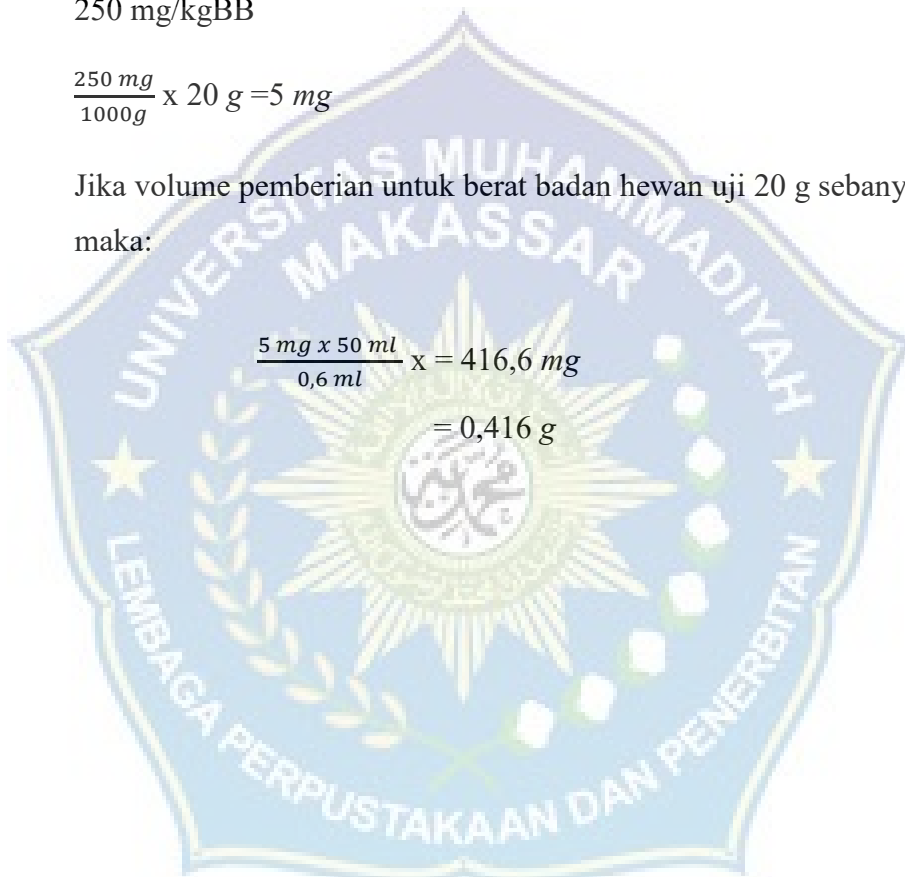 250 mg/kgBB
250 mg/1000g x 20 g =5 mg
Jika volume pemberian untuk berat badan hewan uji 20 g sebany
maka:
5 mg x 50 ml/0,6 ml x = 416,6 mg
= 0,416 g
UNIVERSITAS MUHAMMADIYAH
MAKASSAR
LEMBAGA PERPUSTAKAAN DAN PENERBITAN